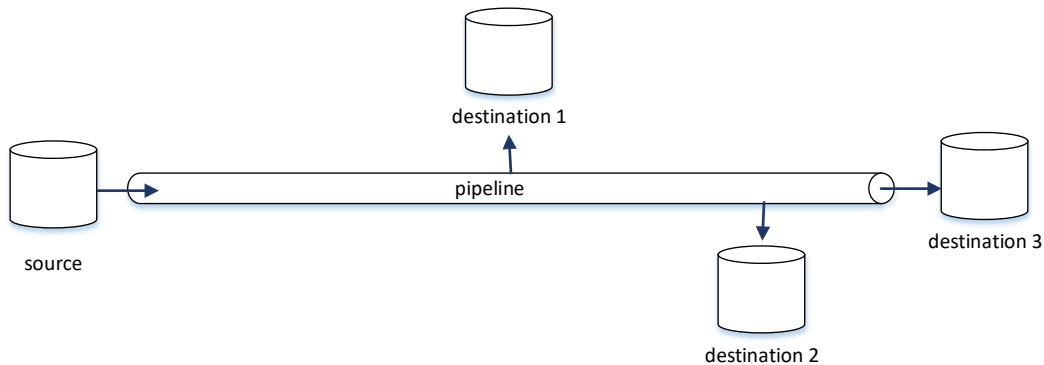 destination 1
pipeline
destination 3
source
destination 2